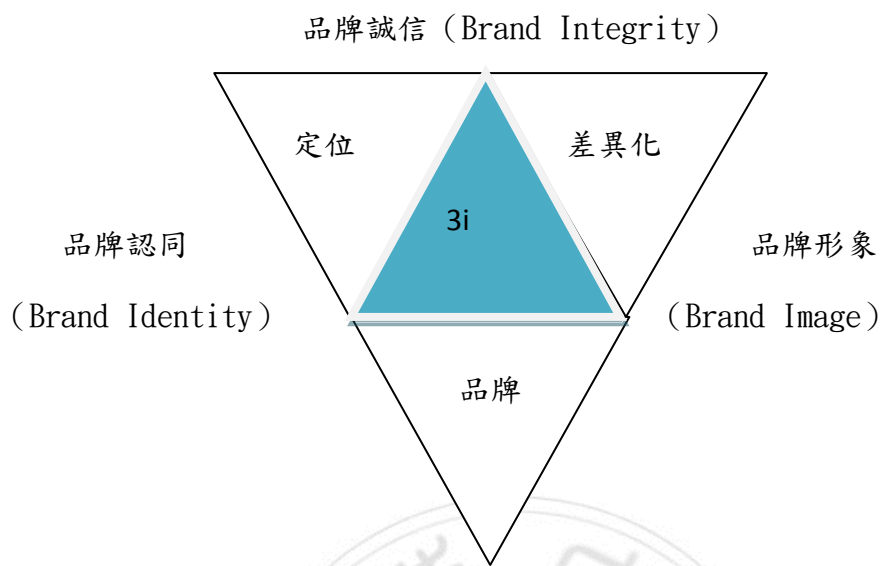 品牌誠信（Brand Integrity）
定位
差異化
3i
品牌認同
（Brand Identity）
品牌形象
（Brand Image）
品牌